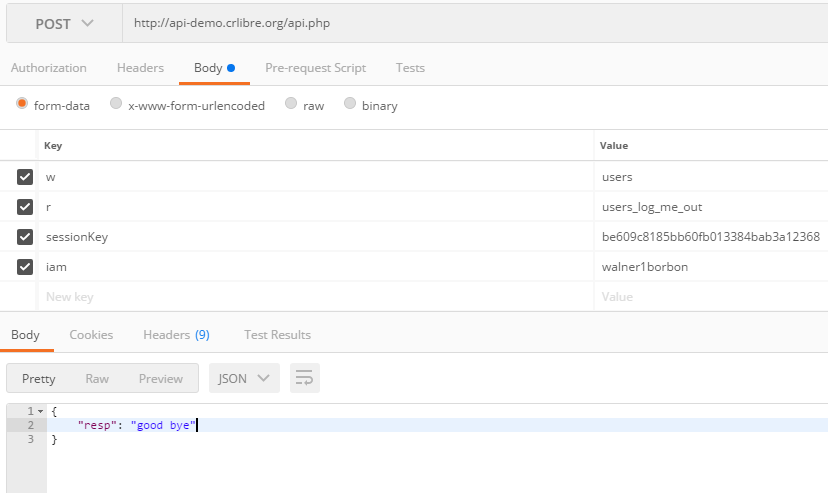 POST http://api-demo.crlibre.org/api.php
Authorization Headers Body Pre-request Script Tests
form-data x-www-form-urlencoded raw binary
Key Value
w users
r users_log_me_out
sessionKey be609c8185bb60fb013384bab3a12368
iam walner1borbon
New key Value
Body Cookies Headers (9) Test Results
Pretty Raw Preview JSON
1 {
2 "resp": "good bye"
3 }